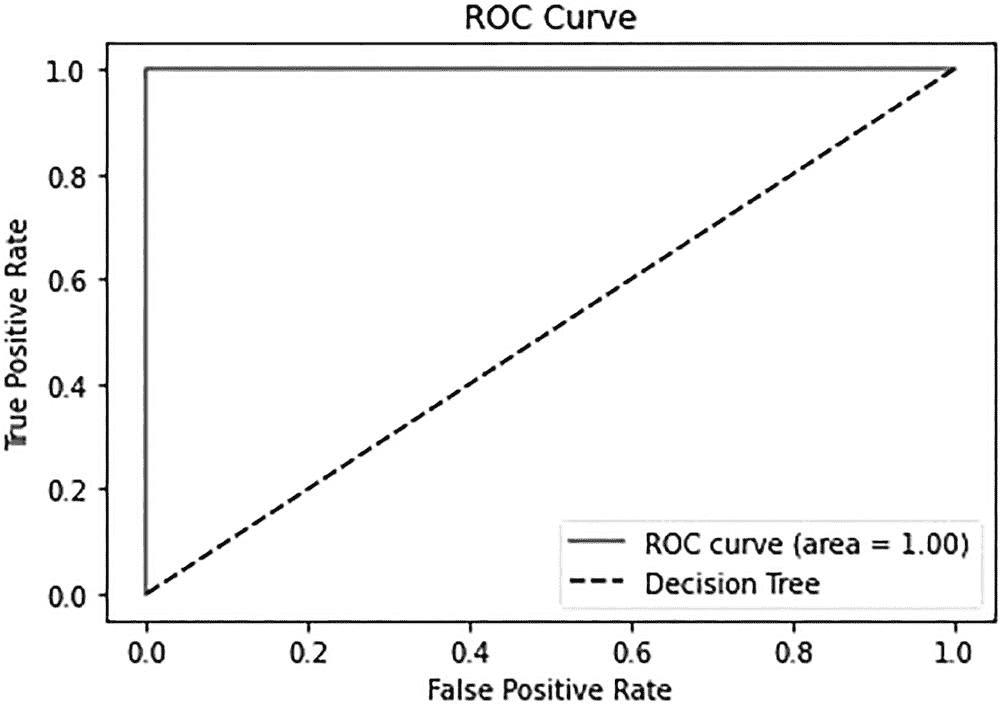 ROC Curve
1.0
0.8
0.6
0.4
0.2
0.0
True Positive Rate
ROC curve (area = 1.00)
Decision Tree
0.0 0.2 0.4 0.6 0.8 1.0
False Positive Rate